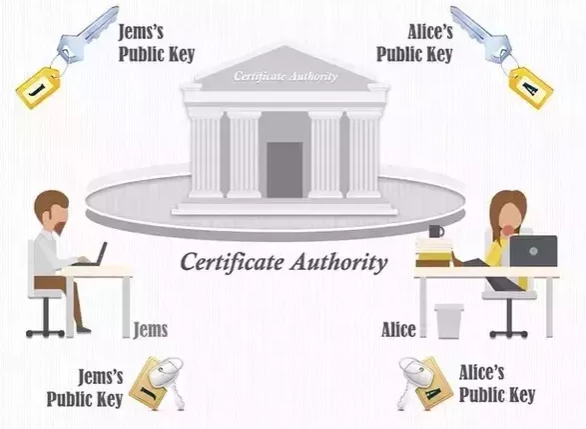 Jems's
Public Key
J
Alice's
Public Key
A
Certificate Authority
Certificate Authority
Jems
Alice
Jems's
Public Key
J
Alice's
Public Key
A